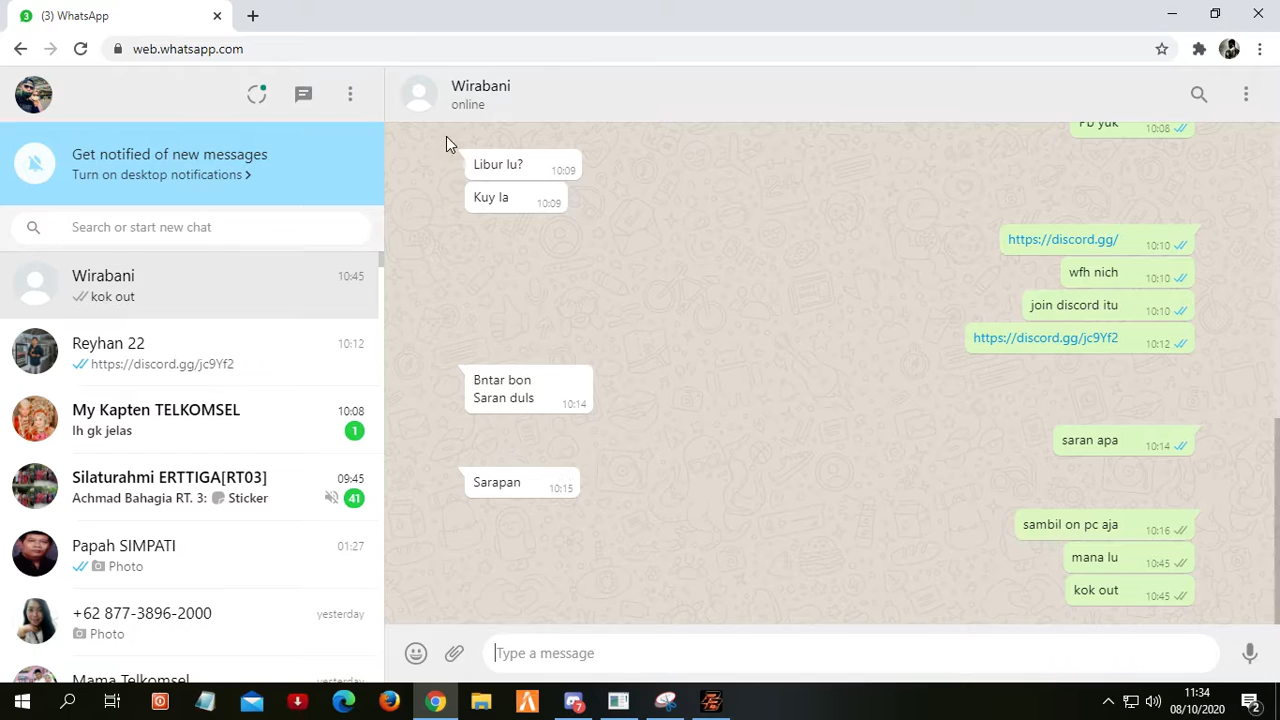 3
(3) WhatsApp
web.whatsapp.com
Get notified of new messages
Turn on desktop notifications >
Search or start new chat
Wirabani
10:45
kok out
Reyhan 22
10:12
https://discord.gg/jc9Yf2
My Kapten TELKOMSEL
10:08
Ih gk jelas
1
Silaturahmi ERTTIGA[RT03]
09:45
Achmad Bahagia RT. 3: Sticker
41
Papah SIMPATI
01:27
Photo
+62 877-3896-2000
yesterday
Photo
Mama Telkomsel
yesterday
Wirabani
online
Pb yuk
10:08
Libur lu?
10:09
Kuy la
10:09
https://discord.gg/
10:10
wfh nich
10:10
join discord itu
10:10
https://discord.gg/jc9Yf2
10:12
Bntar bon
Saran duls
10:14
saran apa
10:14
Sarapan
10:15
sambil on pc aja
10:16
mana lu
10:45
kok out
10:45
Type a message
7
11:34
08/10/2020
2